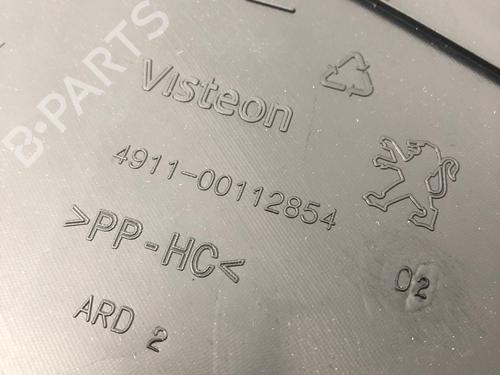 Visteon
B-PARTS
4911-00112854
>PP-HC<
02
ARD 2